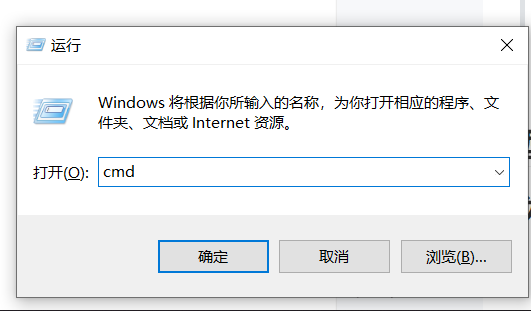 运行
Windows 将根据你所输入的名称，为你打开相应的程序、文
件夹、文档或 Internet 资源。
打开(O): cmd
确定 取消 浏览(B)...